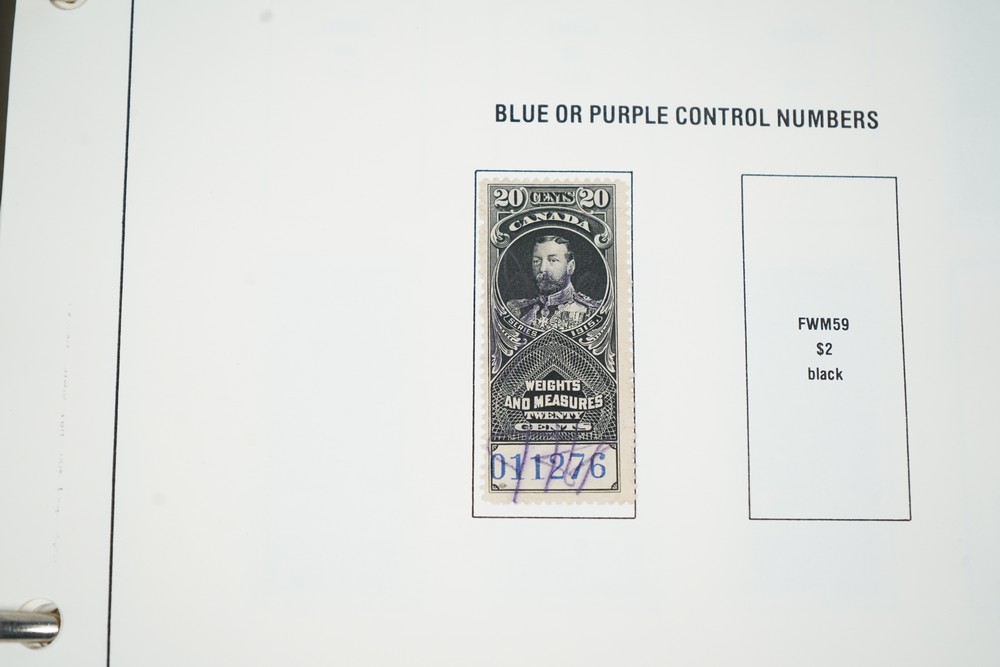 BLUE OR PURPLE CONTROL NUMBERS
20 CENTS 20
CANADA
SERIES 1915
WEIGHTS
AND MEASURES
TWENTY
CENTS
011276
FWM59
$2
black